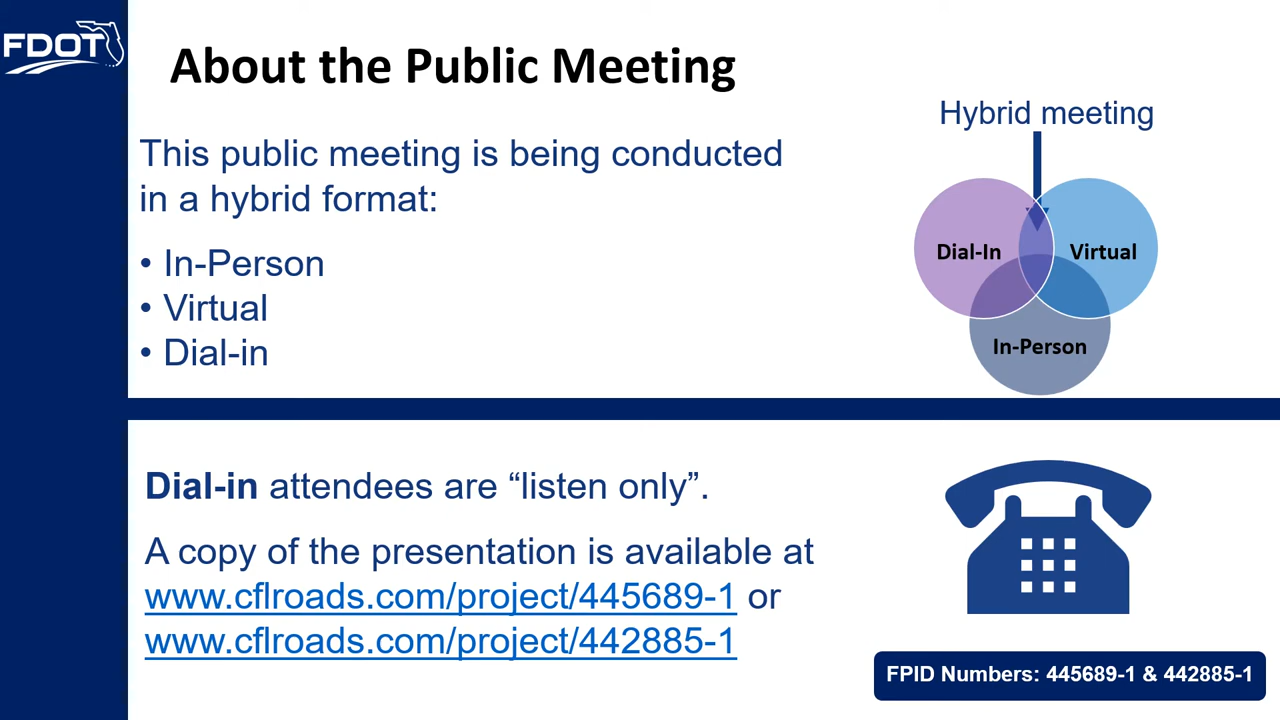 FDOT
About the Public Meeting
This public meeting is being conducted
in a hybrid format:
• In-Person
• Virtual
• Dial-in
Hybrid meeting
Dial-In
Virtual
In-Person
Dial-in attendees are “listen only”.
A copy of the presentation is available at
www.cflroads.com/project/445689-1 or
www.cflroads.com/project/442885-1
FPID Numbers: 445689-1 & 442885-1